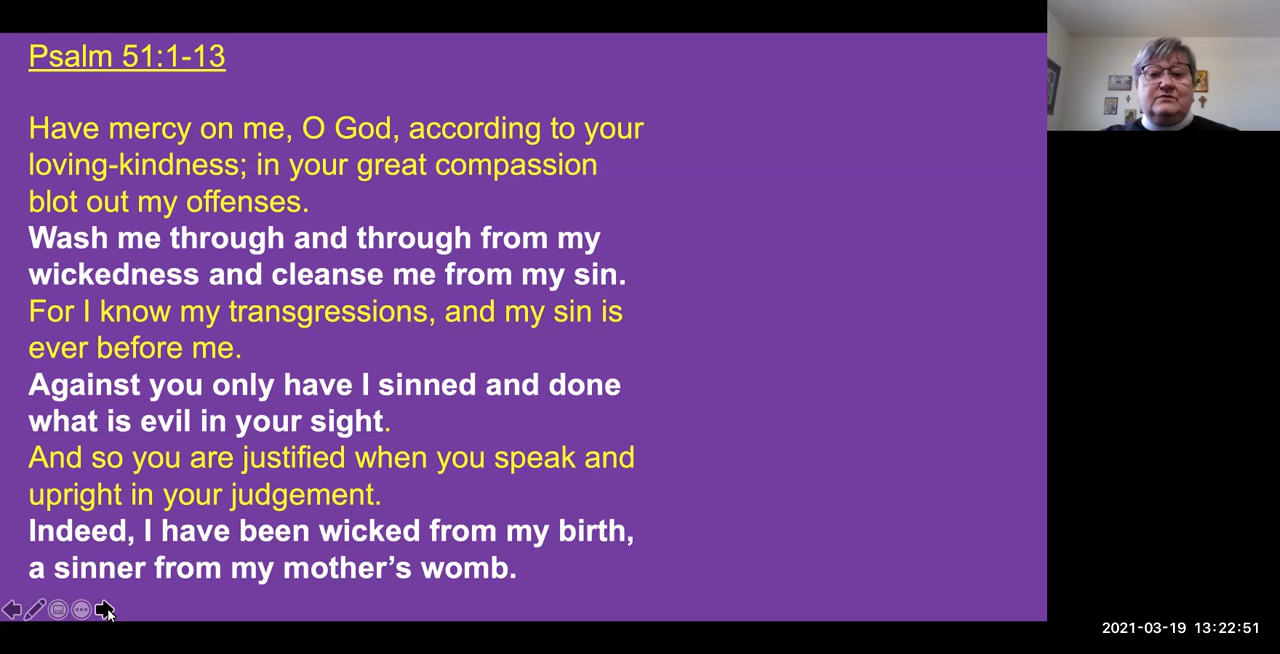 Psalm 51:1-13
Have mercy on me, O God, according to your
loving-kindness; in your great compassion
blot out my offenses.
Wash me through and through from my
wickedness and cleanse me from my sin.
For I know my transgressions, and my sin is
ever before me.
Against you only have I sinned and done
what is evil in your sight.
And so you are justified when you speak and
upright in your judgement.
Indeed, I have been wicked from my birth,
a sinner from my mother’s womb.
2021-03-19 13:22:51